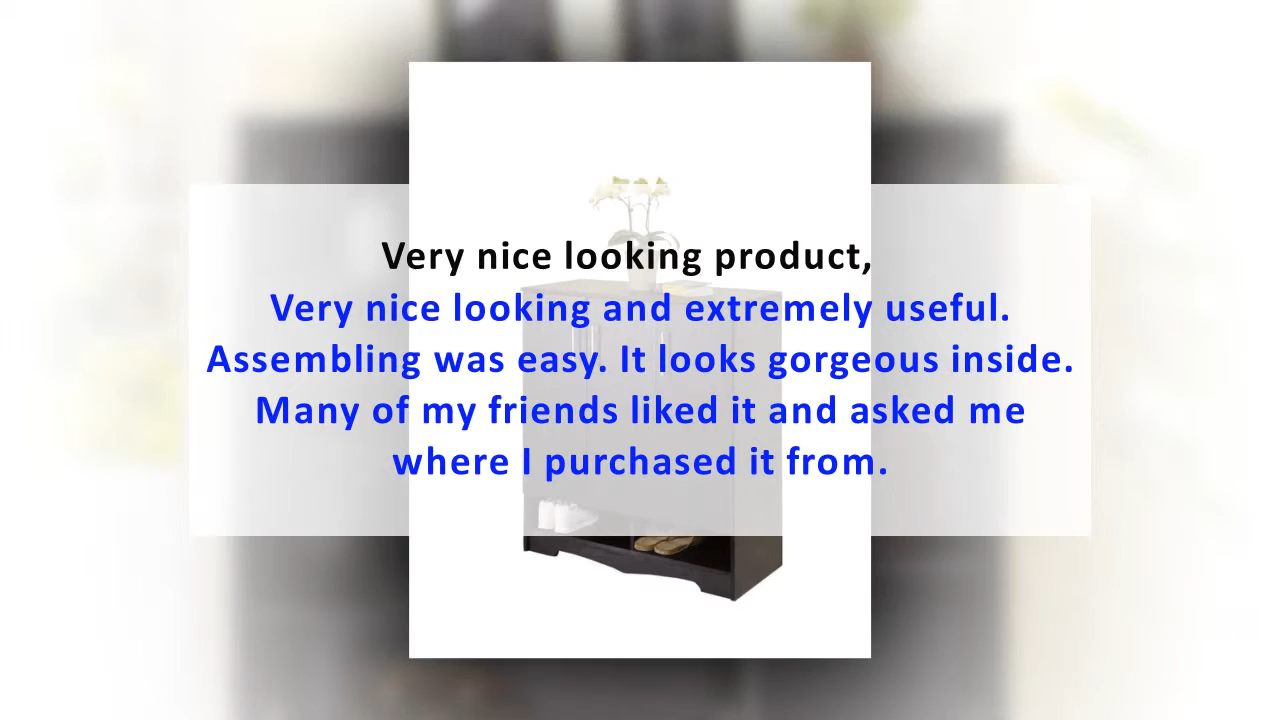 Very nice looking product,
Very nice looking and extremely useful.
Assembling was easy. It looks gorgeous inside.
Many of my friends liked it and asked me
where I purchased it from.